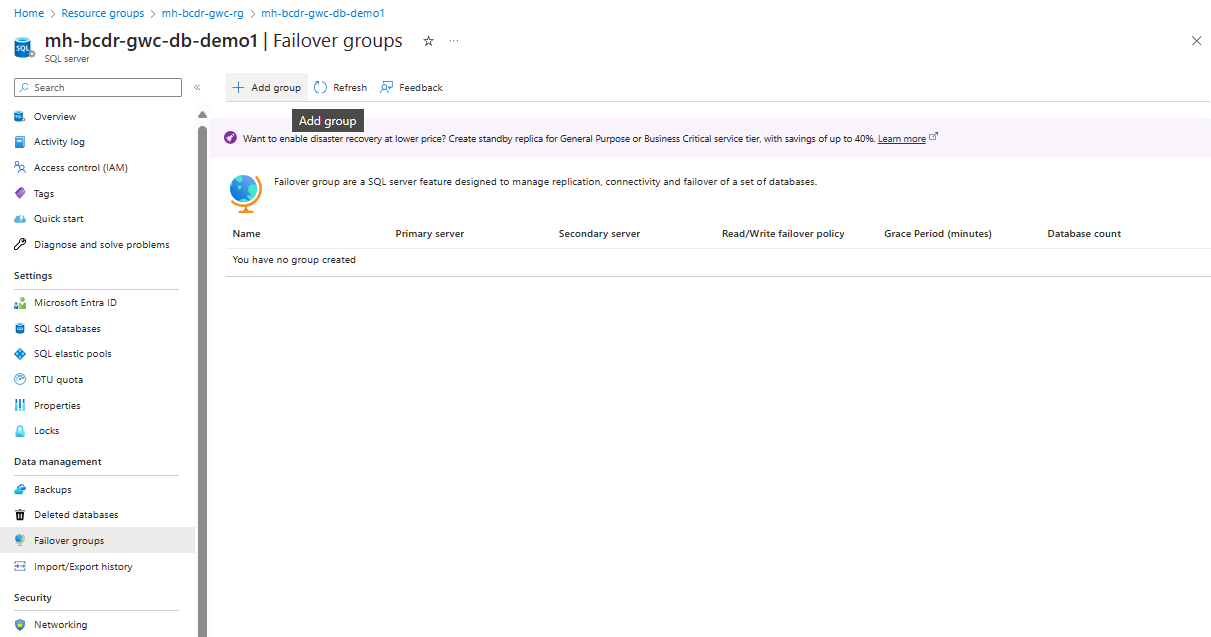 Home > Resource groups > mh-bcdr-gwc-rg > mh-bcdr-gwc-db-demo1
mh-bcdr-gwc-db-demo1 | Failover groups
SQL server
Search
Add group
Refresh
Feedback
Add group
Want to enable disaster recovery at lower price? Create standby replica for General Purpose or Business Critical service tier, with savings of up to 40%. Learn more
Failover group are a SQL server feature designed to manage replication, connectivity and failover of a set of databases.
Name Primary server Secondary server Read/Write failover policy Grace Period (minutes) Database count
You have no group created
Overview
Activity log
Access control (IAM)
Tags
Quick start
Diagnose and solve problems
Settings
Microsoft Entra ID
SQL databases
SQL elastic pools
DTU quota
Properties
Locks
Data management
Backups
Deleted databases
Failover groups
Import/Export history
Security
Networking